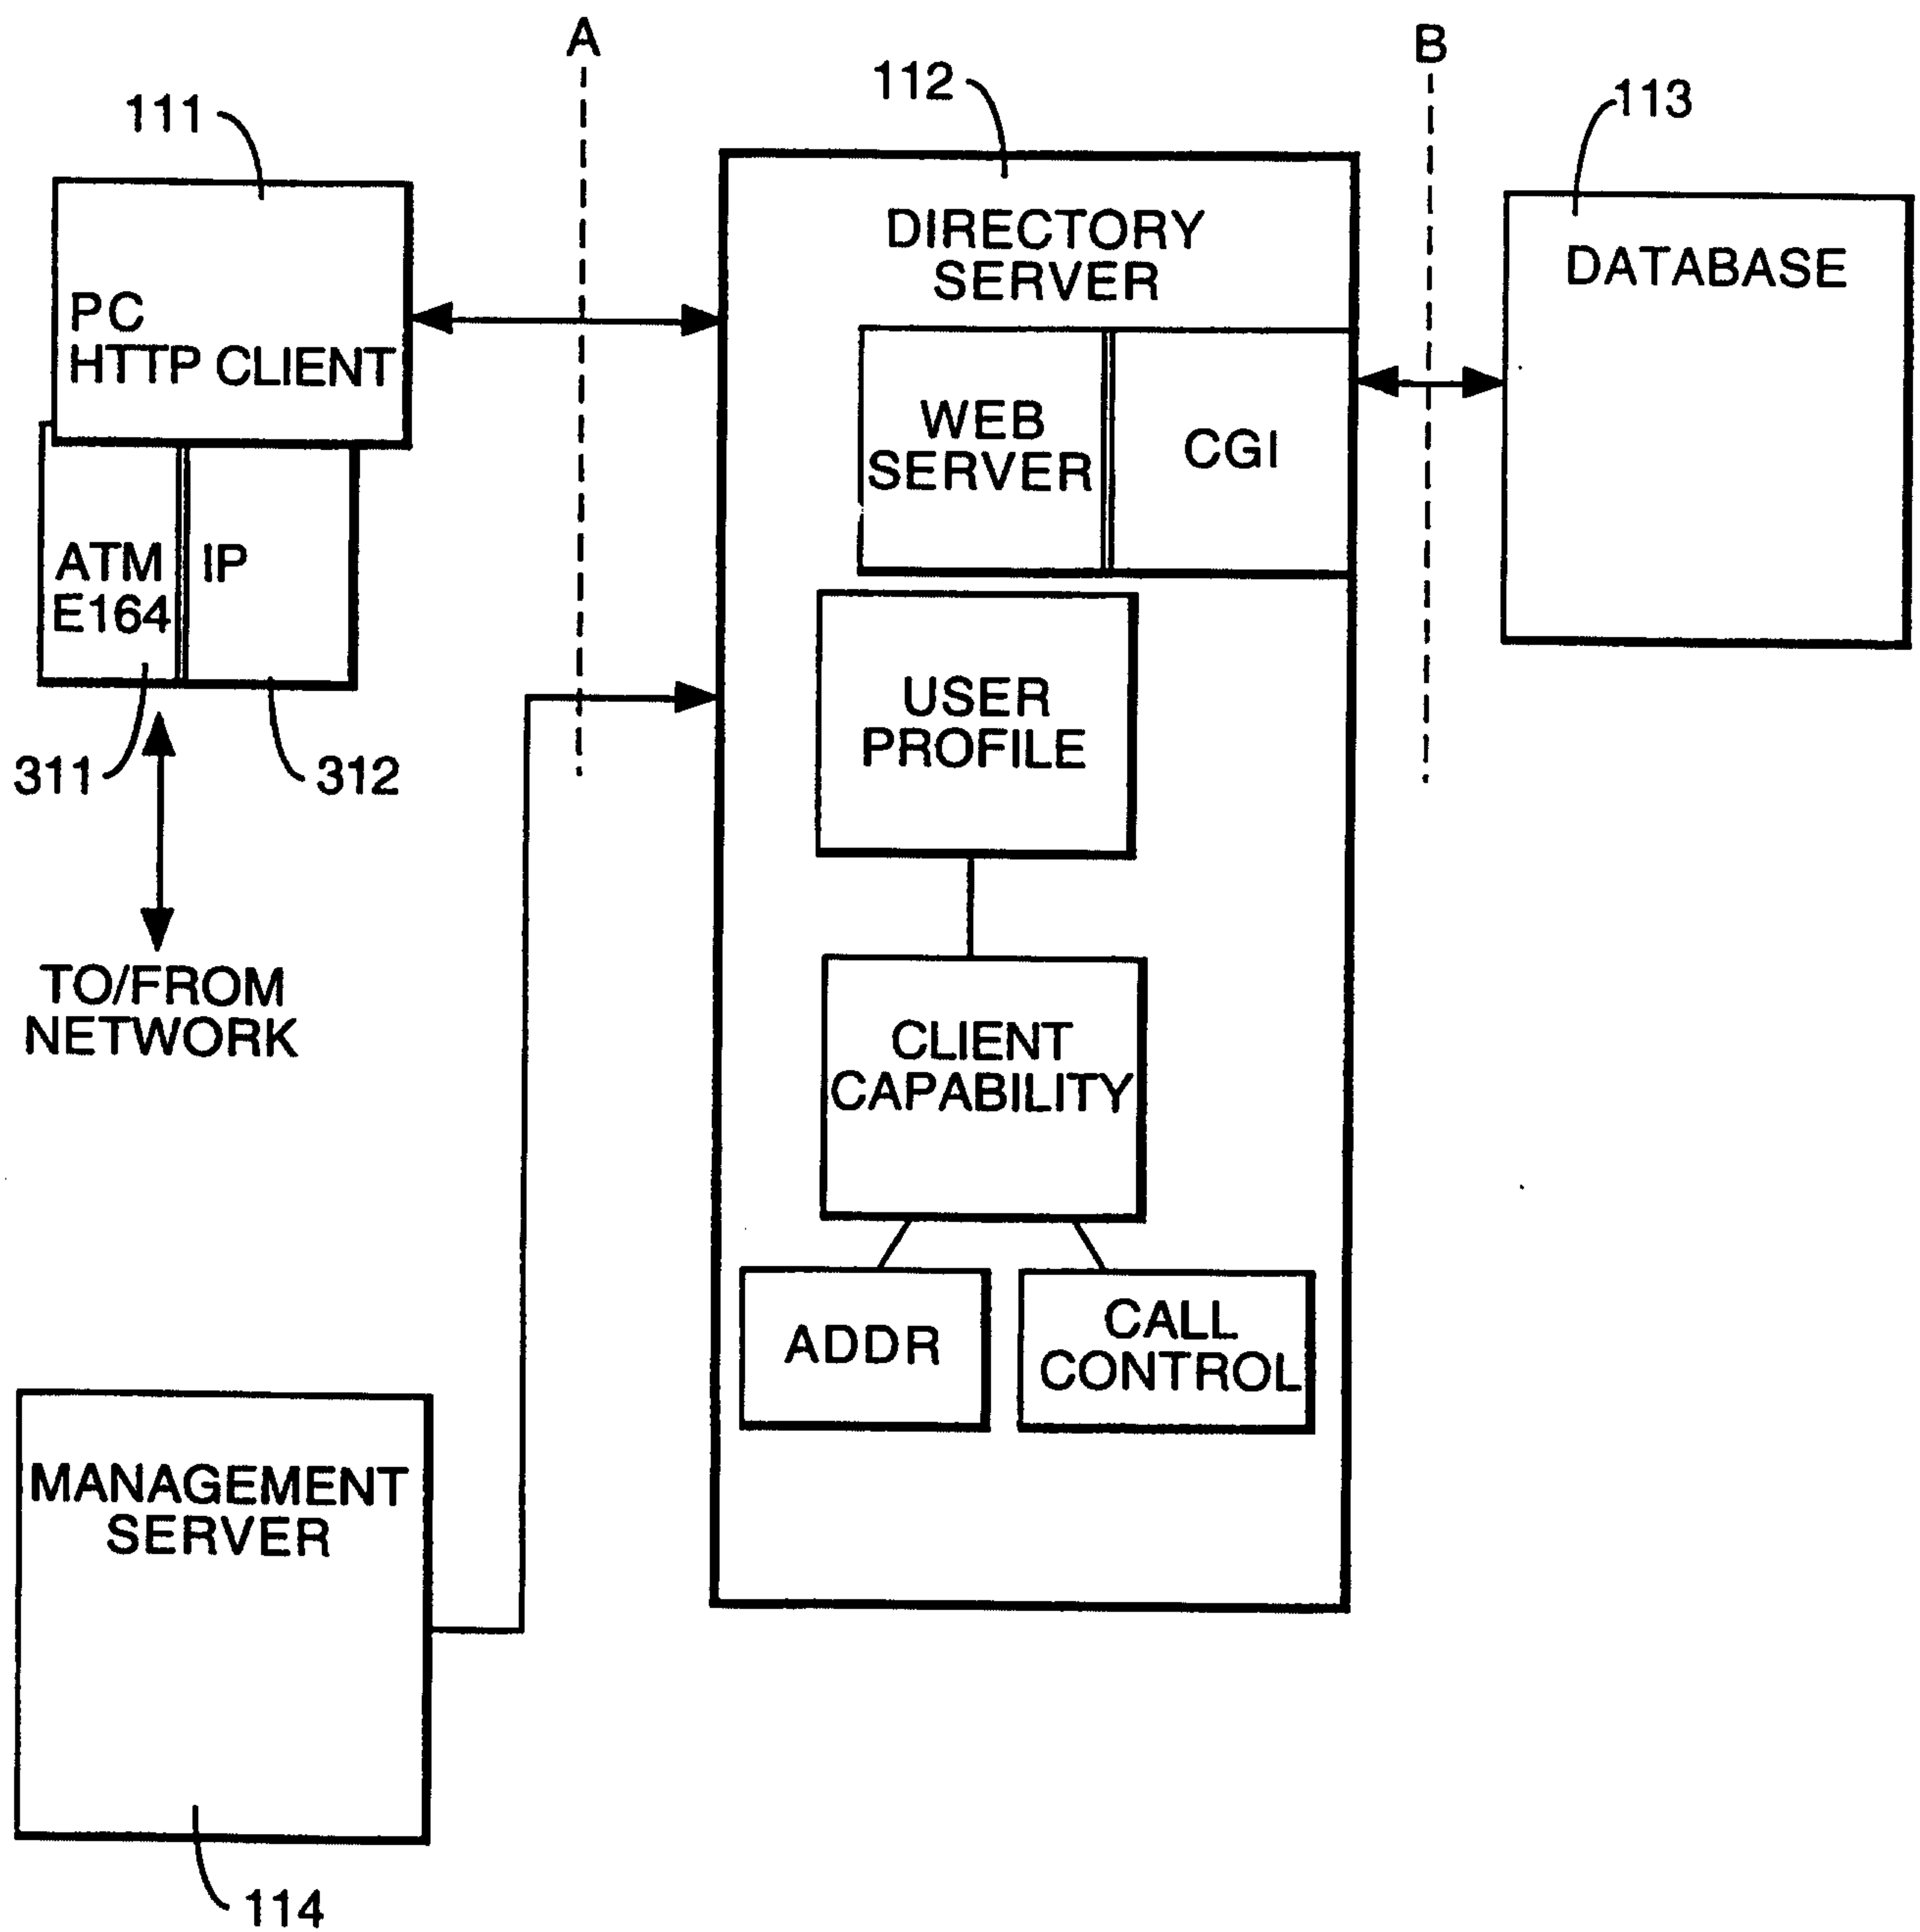 A
B
111
112
113
PC
HTTP CLIENT
ATM
E164
IP
311
312
TO/FROM
NETWORK
DIRECTORY
SERVER
WEB
SERVER
CGI
USER
PROFILE
CLIENT
CAPABILITY
ADDR
CALL
CONTROL
DATABASE
MANAGEMENT
SERVER
114